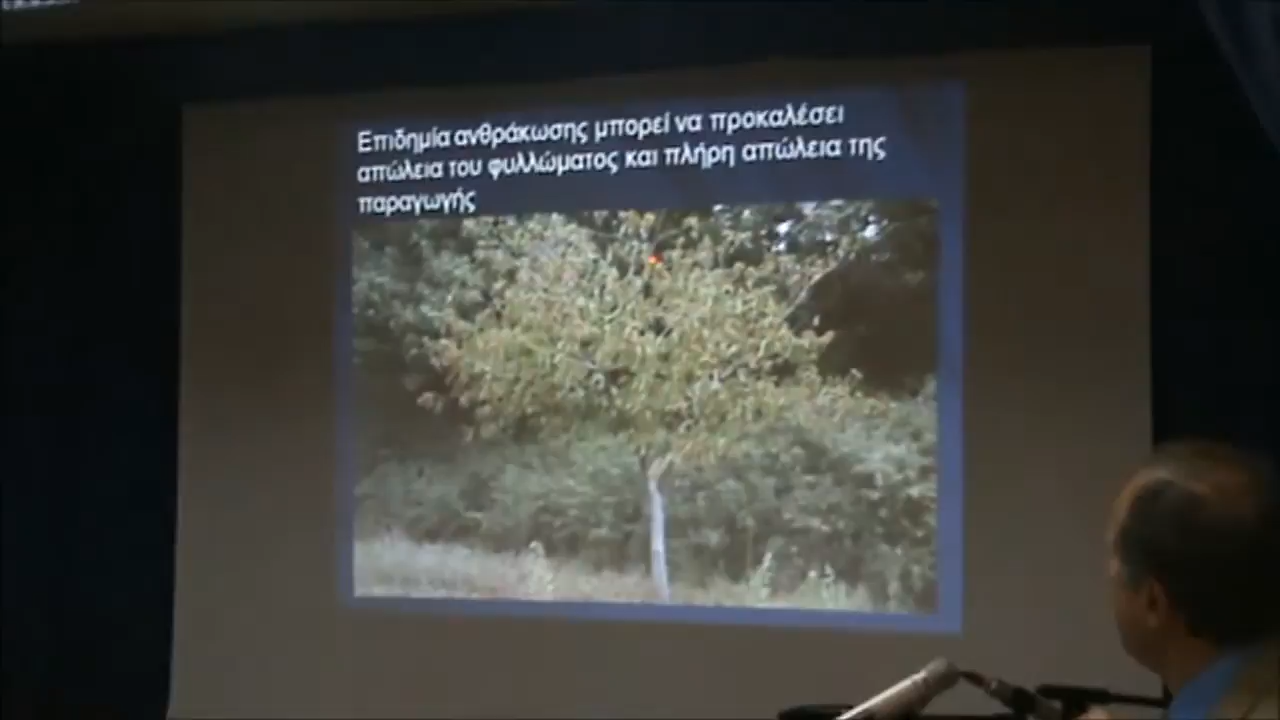 Επιδημία ανθράκωσης μπορεί να προκαλέσει
απώλεια του φυλλώματος και πλήρη απώλεια της
παραγωγής